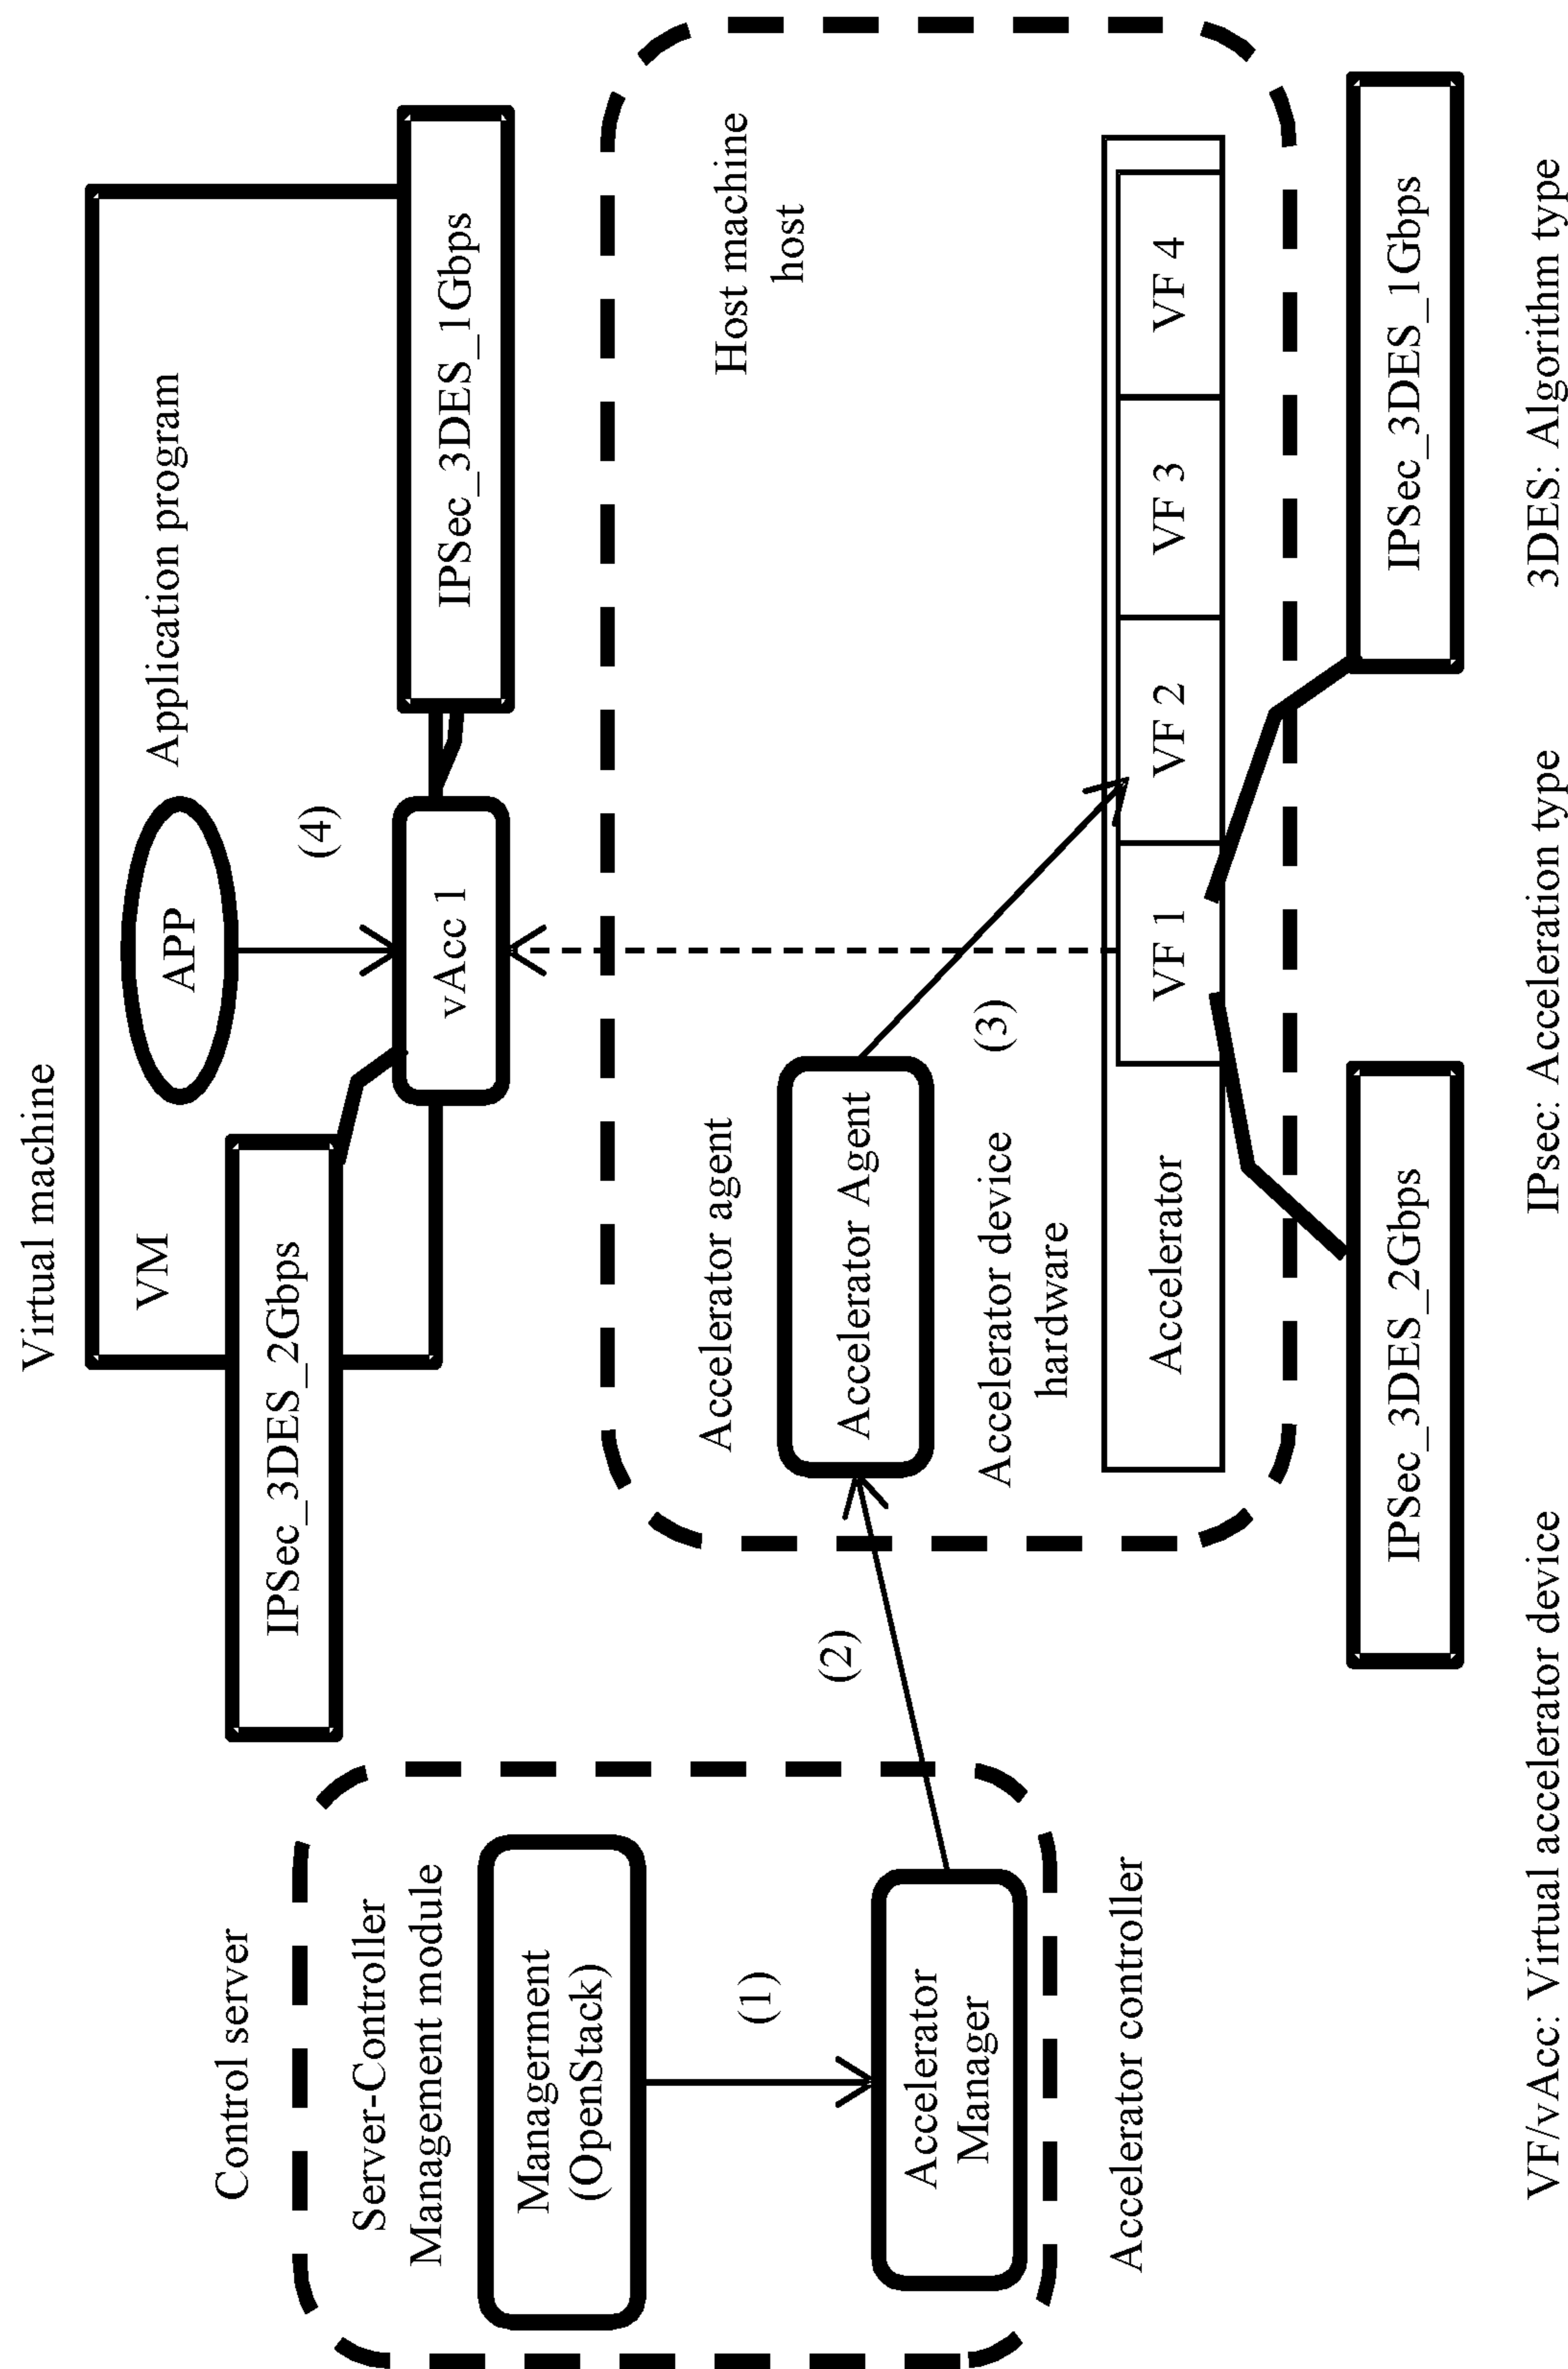 Virtual machine
VM
APP
Application program
IPSec_3DES_2Gbps
(4)
vAcc 1
IPSec_3DES_1Gbps
Control server
Server-Controller
Management module
Managerment
(OpenStack)
(1)
Accelerator
Manager
Accelerator controller
(2)
Host machine
host
Accelerator agent
Accelerator Agent
(3)
Accelerator device
hardware
Accelerator
VF 1
VF 2
VF 3
VF 4
IPSec_3DES_2Gbps
IPSec_3DES_1Gbps
VF/vAcc: Virtual accelerator device
IPsec: Acceleration type
3DES: Algorithm type